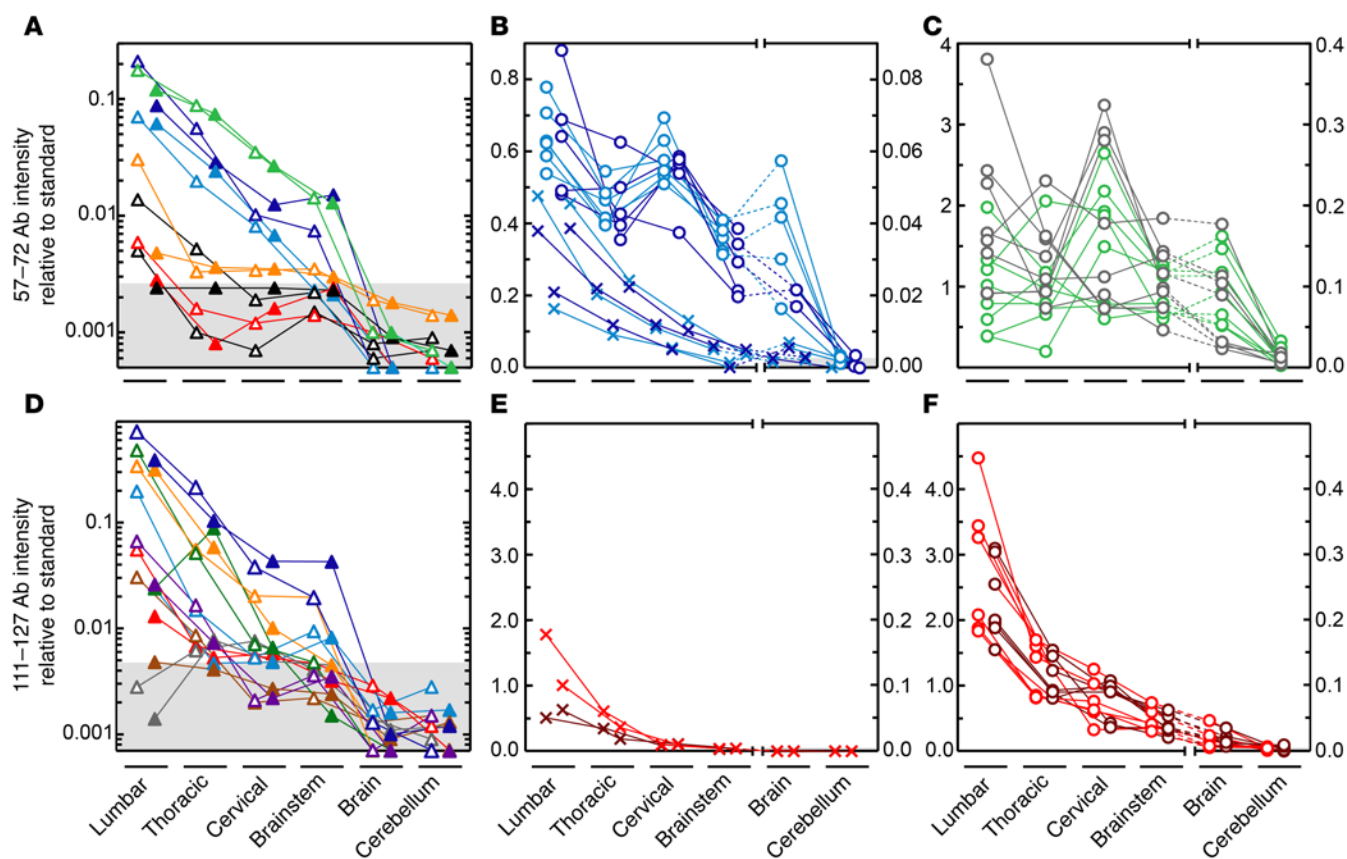 A
B
C
57–72 Ab intensity
relative to standard
0.1
0.01
0.001
0.8
0.6
0.4
0.2
0.0
0.08
0.06
0.04
0.02
0.00
4
3
2
1
0.4
0.3
0.2
0.1
0.0
D
E
F
111–127 Ab intensity
relative to standard
0.1
0.01
0.001
4.0
3.0
2.0
1.0
0.0
0.4
0.3
0.2
0.1
0.0
4.0
3.0
2.0
1.0
0.0
0.4
0.3
0.2
0.1
0.0
Lumbar
Thoracic
Cervical
Brainstem
Brain
Cerebellum
Lumbar
Thoracic
Cervical
Brainstem
Brain
Cerebellum
Lumbar
Thoracic
Cervical
Brainstem
Brain
Cerebellum